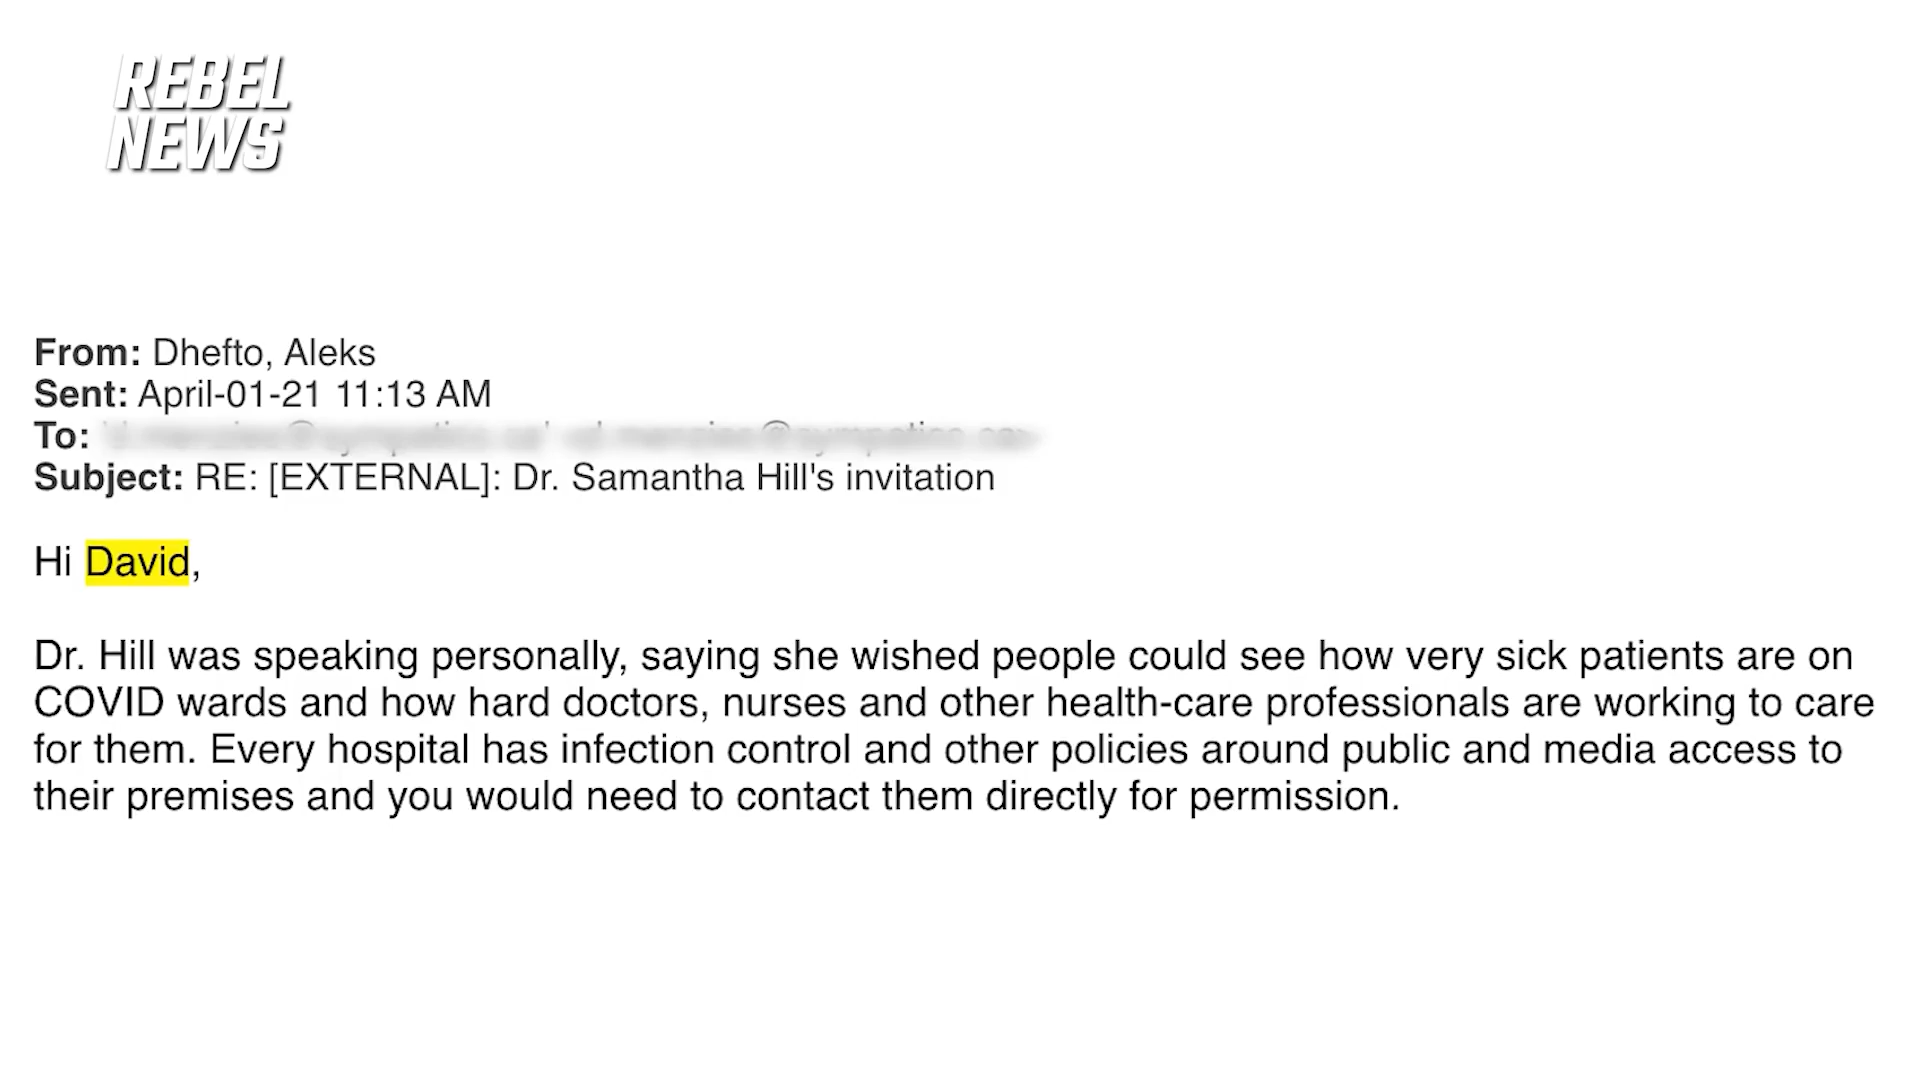 REBEL
NEWS
From: Dhefto, Aleks
Sent: April-01-21 11:13 AM
To:
Subject: RE: [EXTERNAL]: Dr. Samantha Hill's invitation
Hi David,
Dr. Hill was speaking personally, saying she wished people could see how very sick patients are on
COVID wards and how hard doctors, nurses and other health-care professionals are working to care
for them. Every hospital has infection control and other policies around public and media access to
their premises and you would need to contact them directly for permission.